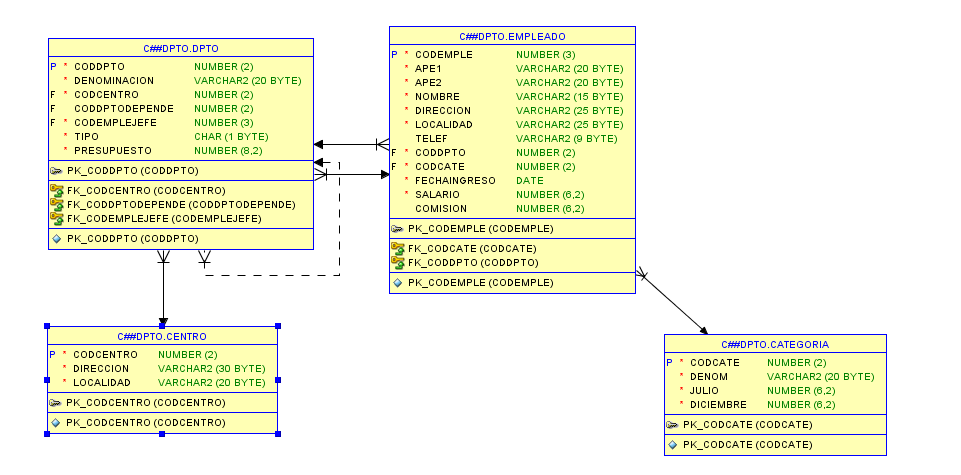 C##DPTO.DPTO
P * CODDPTO NUMBER (2)
* DENOMINACION VARCHAR2 (20 BYTE)
F * CODCENTRO NUMBER (2)
F CODDPTODEPENDE NUMBER (2)
F * CODEMPLEJEFE NUMBER (3)
* TIPO CHAR (1 BYTE)
* PRESUPUESTO NUMBER (8,2)
PK_CODDPTO (CODDPTO)
FK_CODCENTRO (CODCENTRO)
FK_CODDPTODEPENDE (CODDPTODEPENDE)
FK_CODEMPLEJEFE (CODEMPLEJEFE)
PK_CODDPTO (CODDPTO)
C##DPTO.EMPLEADO
P * CODEMPLE NUMBER (3)
* APE1 VARCHAR2 (20 BYTE)
* APE2 VARCHAR2 (20 BYTE)
* NOMBRE VARCHAR2 (15 BYTE)
* DIRECCION VARCHAR2 (25 BYTE)
* LOCALIDAD VARCHAR2 (25 BYTE)
TELEF VARCHAR2 (9 BYTE)
F * CODDPTO NUMBER (2)
F * CODCATE NUMBER (2)
* FECHAINGRESO DATE
* SALARIO NUMBER (6,2)
COMISION NUMBER (6,2)
PK_CODEMPLE (CODEMPLE)
FK_CODCATE (CODCATE)
FK_CODDPTO (CODDPTO)
PK_CODEMPLE (CODEMPLE)
C##DPTO.CENTRO
P * CODCENTRO NUMBER (2)
* DIRECCION VARCHAR2 (30 BYTE)
* LOCALIDAD VARCHAR2 (20 BYTE)
PK_CODCENTRO (CODCENTRO)
PK_CODCENTRO (CODCENTRO)
C##DPTO.CATEGORIA
P * CODCATE NUMBER (2)
* DENOM VARCHAR2 (20 BYTE)
* JULIO NUMBER (6,2)
* DICIEMBRE NUMBER (6,2)
PK_CODCATE (CODCATE)
PK_CODCATE (CODCATE)